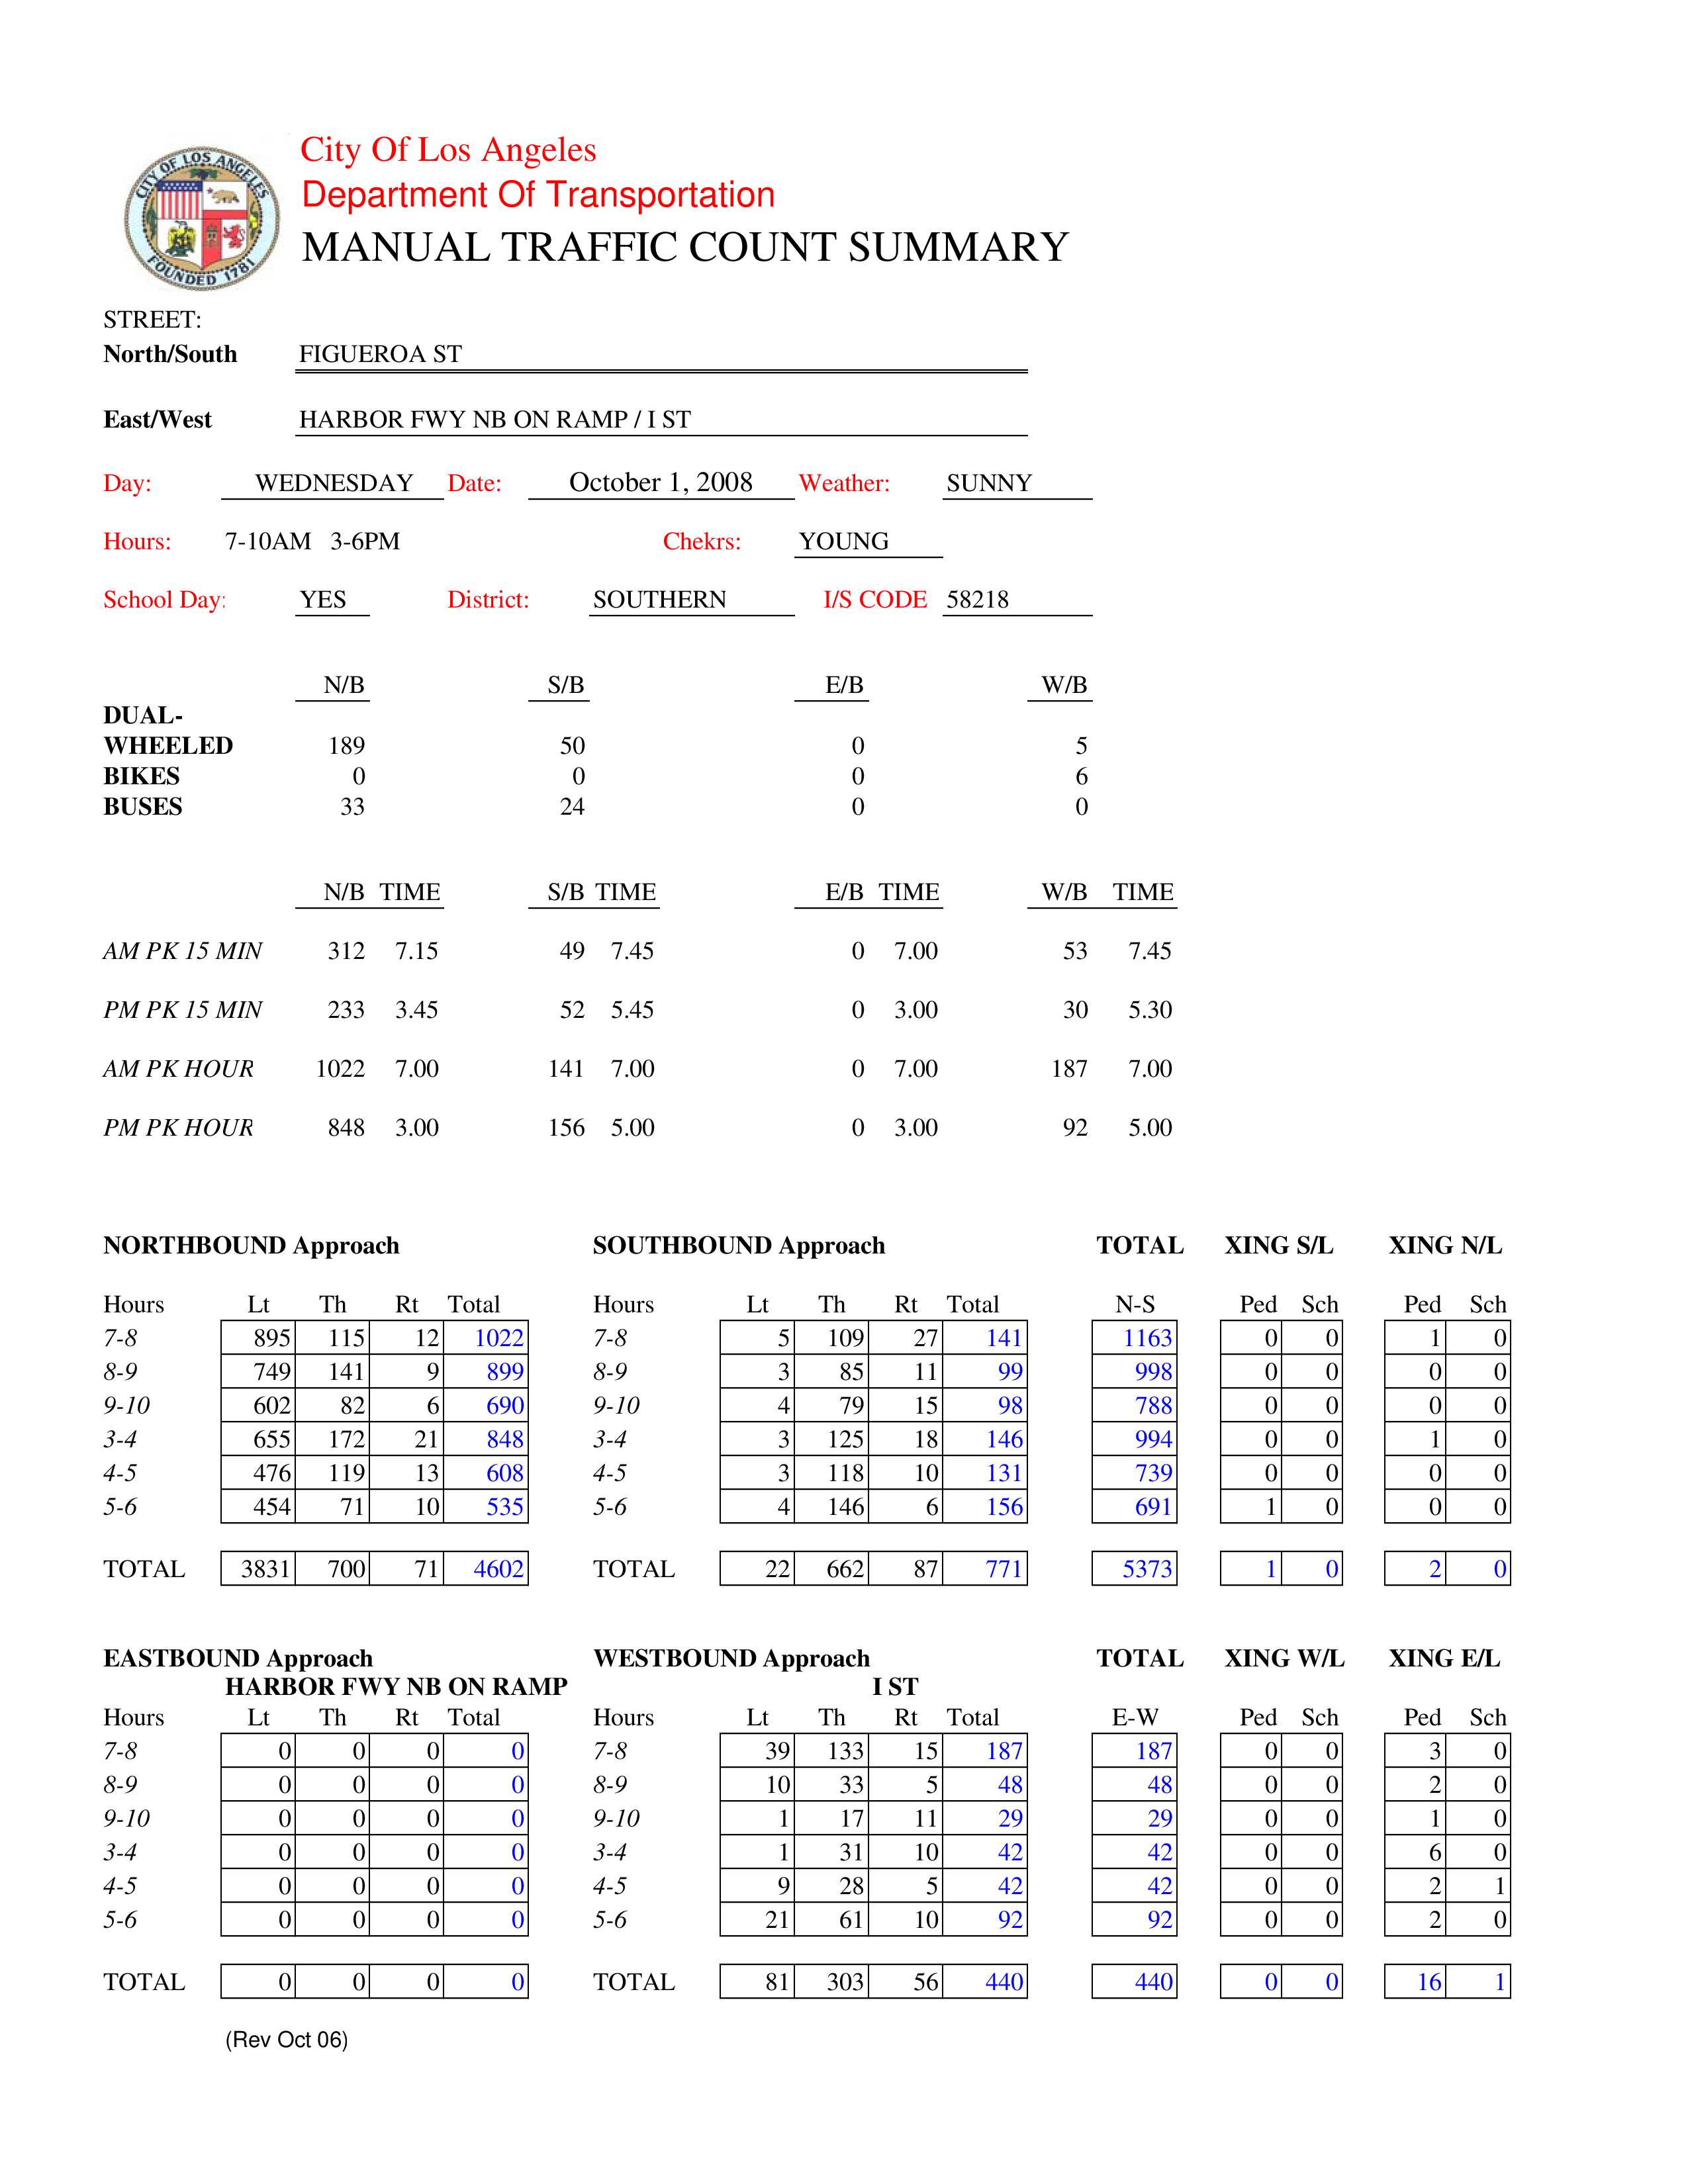 CITY OF LOS ANGELES
FOUNDED 1781
City Of Los Angeles
Department Of Transportation
MANUAL TRAFFIC COUNT SUMMARY
STREET:
North/South FIGUEROA ST
East/West HARBOR FWY NB ON RAMP / I ST
Day: WEDNESDAY Date: October 1, 2008 Weather: SUNNY
Hours: 7-10AM 3-6PM Chekrs: YOUNG
School Day: YES District: SOUTHERN I/S CODE 58218
N/B S/B E/B W/B
DUAL-
WHEELED 189 50 0 5
BIKES 0 0 0 6
BUSES 33 24 0 0
N/B TIME S/B TIME E/B TIME W/B TIME
AM PK 15 MIN 312 7.15 49 7.45 0 7.00 53 7.45
PM PK 15 MIN 233 3.45 52 5.45 0 3.00 30 5.30
AM PK HOUR 1022 7.00 141 7.00 0 7.00 187 7.00
PM PK HOUR 848 3.00 156 5.00 0 3.00 92 5.00
NORTHBOUND Approach SOUTHBOUND Approach TOTAL XING S/L XING N/L
Hours Lt Th Rt Total Hours Lt Th Rt Total N-S Ped Sch Ped Sch
7-8 895 115 12 1022 7-8 5 109 27 141 1163 0 0 1 0
8-9 749 141 9 899 8-9 3 85 11 99 998 0 0 0 0
9-10 602 82 6 690 9-10 4 79 15 98 788 0 0 0 0
3-4 655 172 21 848 3-4 3 125 18 146 994 0 0 1 0
4-5 476 119 13 608 4-5 3 118 10 131 739 0 0 0 0
5-6 454 71 10 535 5-6 4 146 6 156 691 1 0 0 0
TOTAL 3831 700 71 4602 TOTAL 22 662 87 771 5373 1 0 2 0
EASTBOUND Approach WESTBOUND Approach TOTAL XING W/L XING E/L
HARBOR FWY NB ON RAMP I ST
Hours Lt Th Rt Total Hours Lt Th Rt Total E-W Ped Sch Ped Sch
7-8 0 0 0 0 7-8 39 133 15 187 187 0 0 3 0
8-9 0 0 0 0 8-9 10 33 5 48 48 0 0 2 0
9-10 0 0 0 0 9-10 1 17 11 29 29 0 0 1 0
3-4 0 0 0 0 3-4 1 31 10 42 42 0 0 6 0
4-5 0 0 0 0 4-5 9 28 5 42 42 0 0 2 1
5-6 0 0 0 0 5-6 21 61 10 92 92 0 0 2 0
TOTAL 0 0 0 0 TOTAL 81 303 56 440 440 0 0 16 1
(Rev Oct 06)